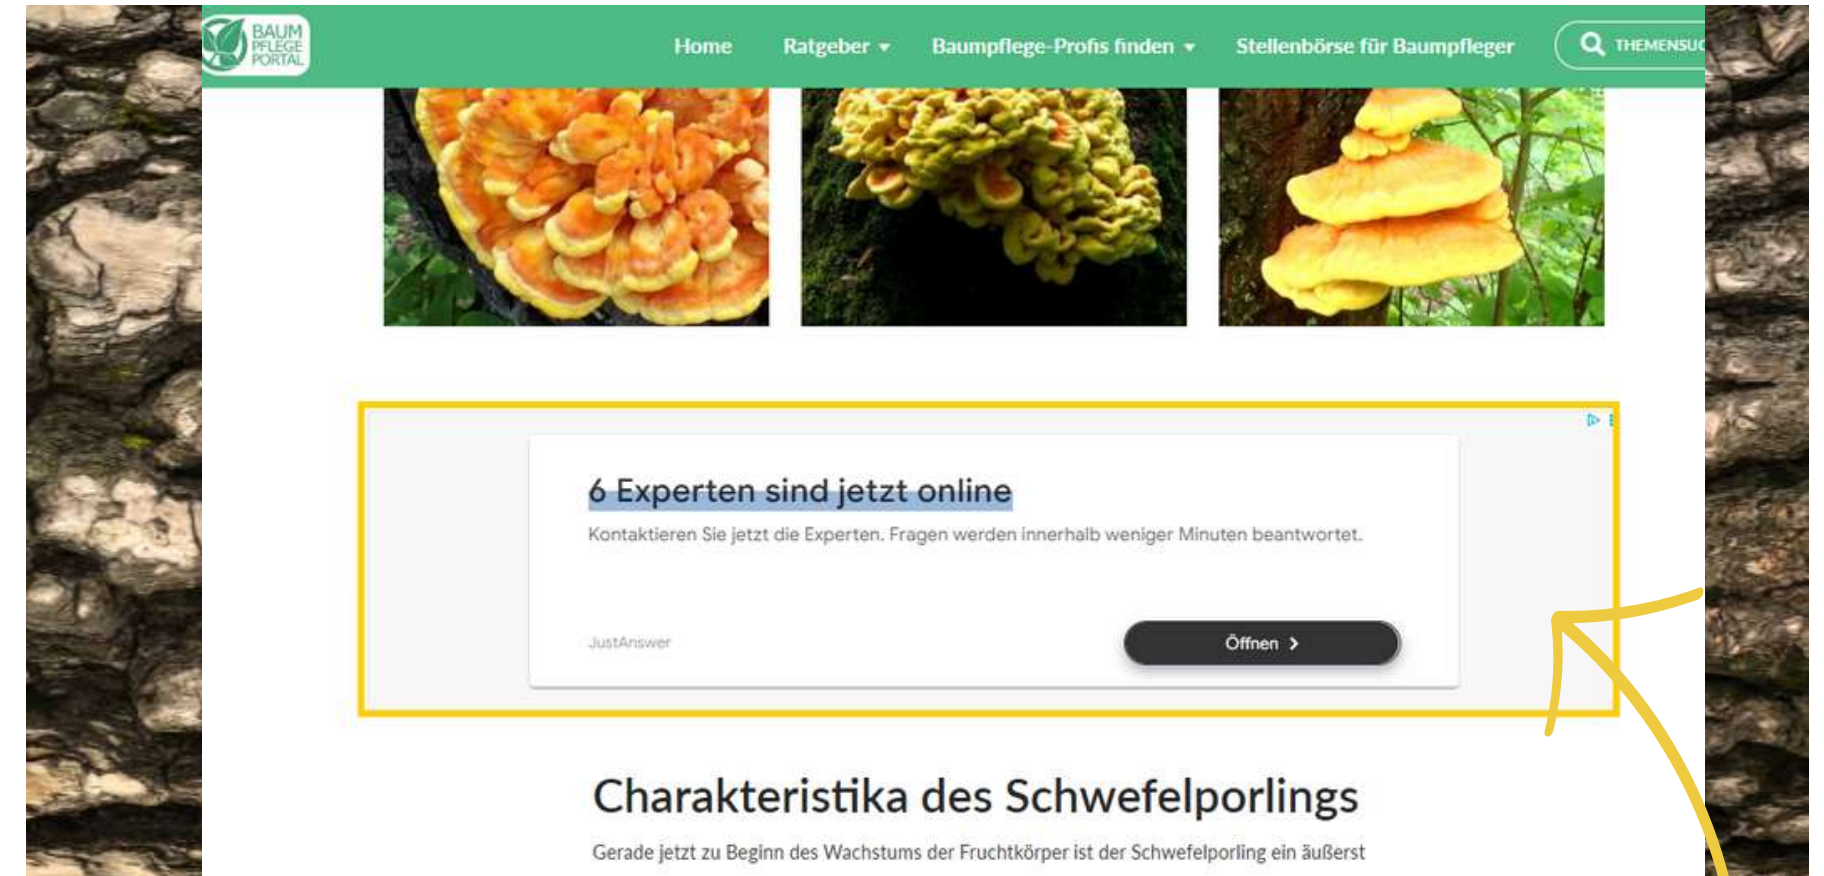 BAUM
PFLEGE
PORTAL
Home Ratgeber Baumpflege-Profis finden Stellenbörse für Baumpfleger THEMENSUC
6 Experten sind jetzt online
Kontaktieren Sie jetzt die Experten. Fragen werden innerhalb weniger Minuten beantwortet.
JustAnswer Öffnen
Charakteristika des Schwefelporlings
Gerade jetzt zu Beginn des Wachstums der Fruchtkörper ist der Schwefelporling ein äußerst